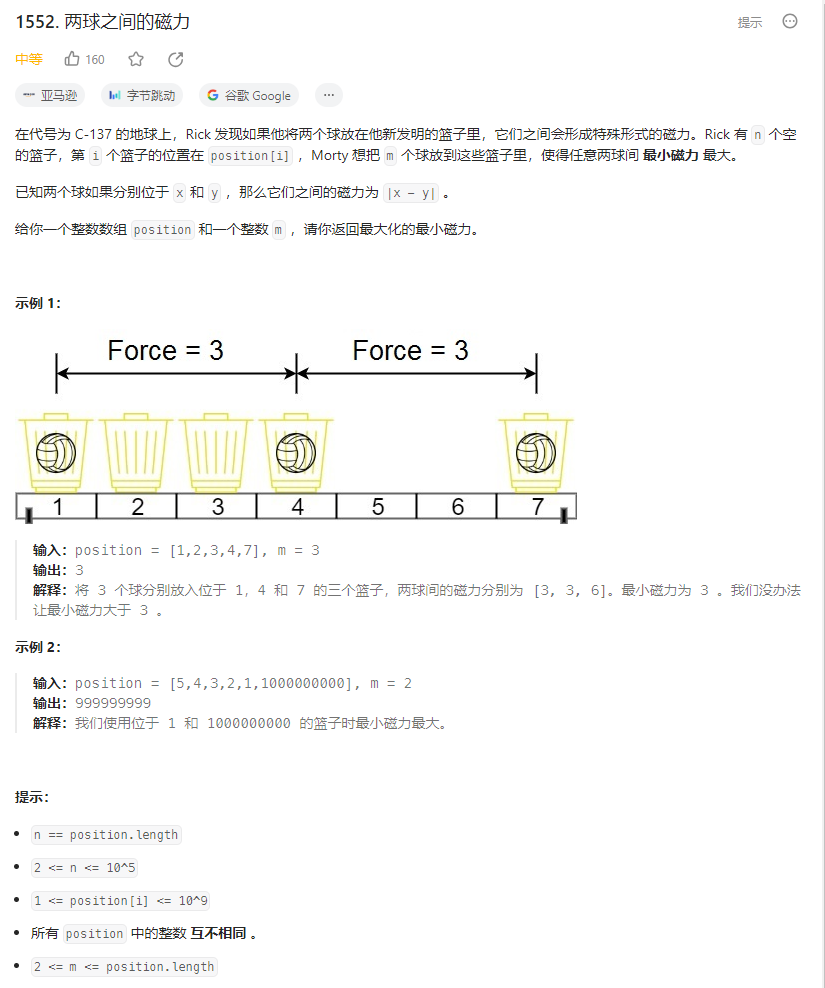 1552. 两球之间的磁力 提示
中等 160
亚马逊 字节跳动 谷歌 Google ...
在代号为 C-137 的地球上，Rick 发现如果他将两个球放在他新发明的篮子里，它们之间会形成特殊形式的磁力。Rick 有 n 个空
的篮子，第 i 个篮子的位置在 position[i] ，Morty 想把 m 个球放到这些篮子里，使得任意两球间 最小磁力 最大。
已知两个球如果分别位于 x 和 y ，那么它们之间的磁力为 |x - y| 。
给你一个整数数组 position 和一个整数 m ，请你返回最大化的最小磁力。
示例 1：
Force = 3 Force = 3
1 2 3 4 5 6 7
输入：position = [1,2,3,4,7], m = 3
输出：3
解释：将 3 个球分别放入位于 1，4 和 7 的三个篮子，两球间的磁力分别为 [3, 3, 6]。最小磁力为 3 。我们没办法
让最小磁力大于 3 。
示例 2：
输入：position = [5,4,3,2,1,1000000000], m = 2
输出：999999999
解释：我们使用位于 1 和 1000000000 的篮子时最小磁力最大。
提示：
n == position.length
2 <= n <= 10^5
1 <= position[i] <= 10^9
所有 position 中的整数 互不相同 。
2 <= m <= position.length